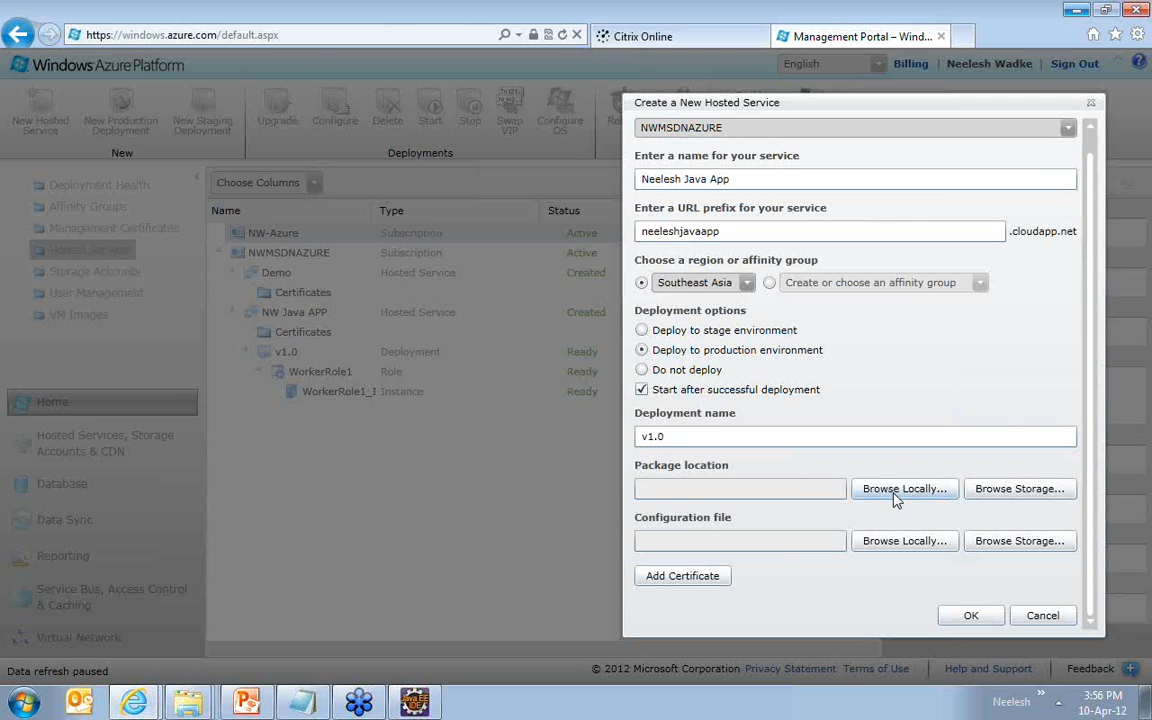 https://windows.azure.com/default.aspx
Citrix Online
Management Portal – Wind...
WindowsAzure Platform
English
Billing
Neelesh Wadke
Sign Out
New Hosted Service
New Production Deployment
New Staging Deployment
New
Upgrade
Configure
Delete
Start
Stop
Swap VIP
Configure OS
Deployments
Deployment Health
Affinity Groups
Management Certificates
Hosted Services
Storage Accounts
User Management
VM Images
Home
Hosted Services, Storage Accounts & CDN
Database
Data Sync
Reporting
Service Bus, Access Control & Caching
Virtual Network
Choose Columns
Name Type Status
NW-Azure Subscription Active
NWMSDNAZURE Subscription Active
Demo Hosted Service Created
Certificates
NW Java APP Hosted Service Created
Certificates
v1.0 Deployment Ready
WorkerRole1 Role Ready
WorkerRole1_I Instance Ready
Create a New Hosted Service
NWMSDNAZURE
Enter a name for your service
Neelesh Java App
Enter a URL prefix for your service
neeleshjavaapp .cloudapp.net
Choose a region or affinity group
Southeast Asia Create or choose an affinity group
Deployment options
Deploy to stage environment
Deploy to production environment
Do not deploy
Start after successful deployment
Deployment name
v1.0
Package location
Browse Locally... Browse Storage...
Configuration file
Browse Locally... Browse Storage...
Add Certificate
OK Cancel
Data refresh paused
© 2012 Microsoft Corporation Privacy Statement Terms of Use Help and Support Feedback
Java EE IDE
Neelesh
3:56 PM
10-Apr-12